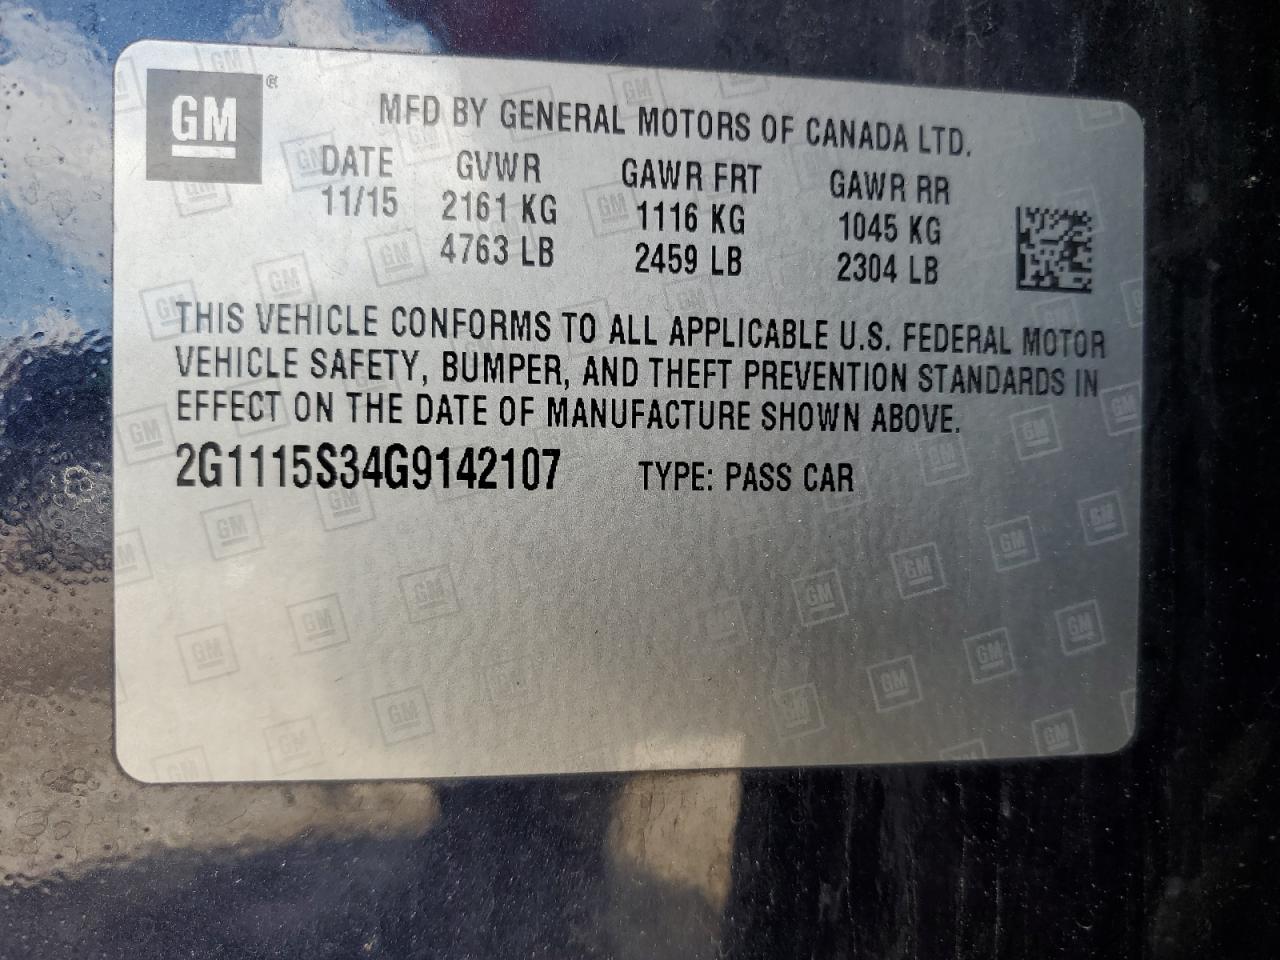 GM ®
MFD BY GENERAL MOTORS OF CANADA LTD.
DATE GVWR GAWR FRT GAWR RR
11/15 2161 KG 1116 KG 1045 KG
4763 LB 2459 LB 2304 LB
THIS VEHICLE CONFORMS TO ALL APPLICABLE U.S. FEDERAL MOTOR
VEHICLE SAFETY, BUMPER, AND THEFT PREVENTION STANDARDS IN
EFFECT ON THE DATE OF MANUFACTURE SHOWN ABOVE.
2G1115S34G9142107 TYPE: PASS CAR